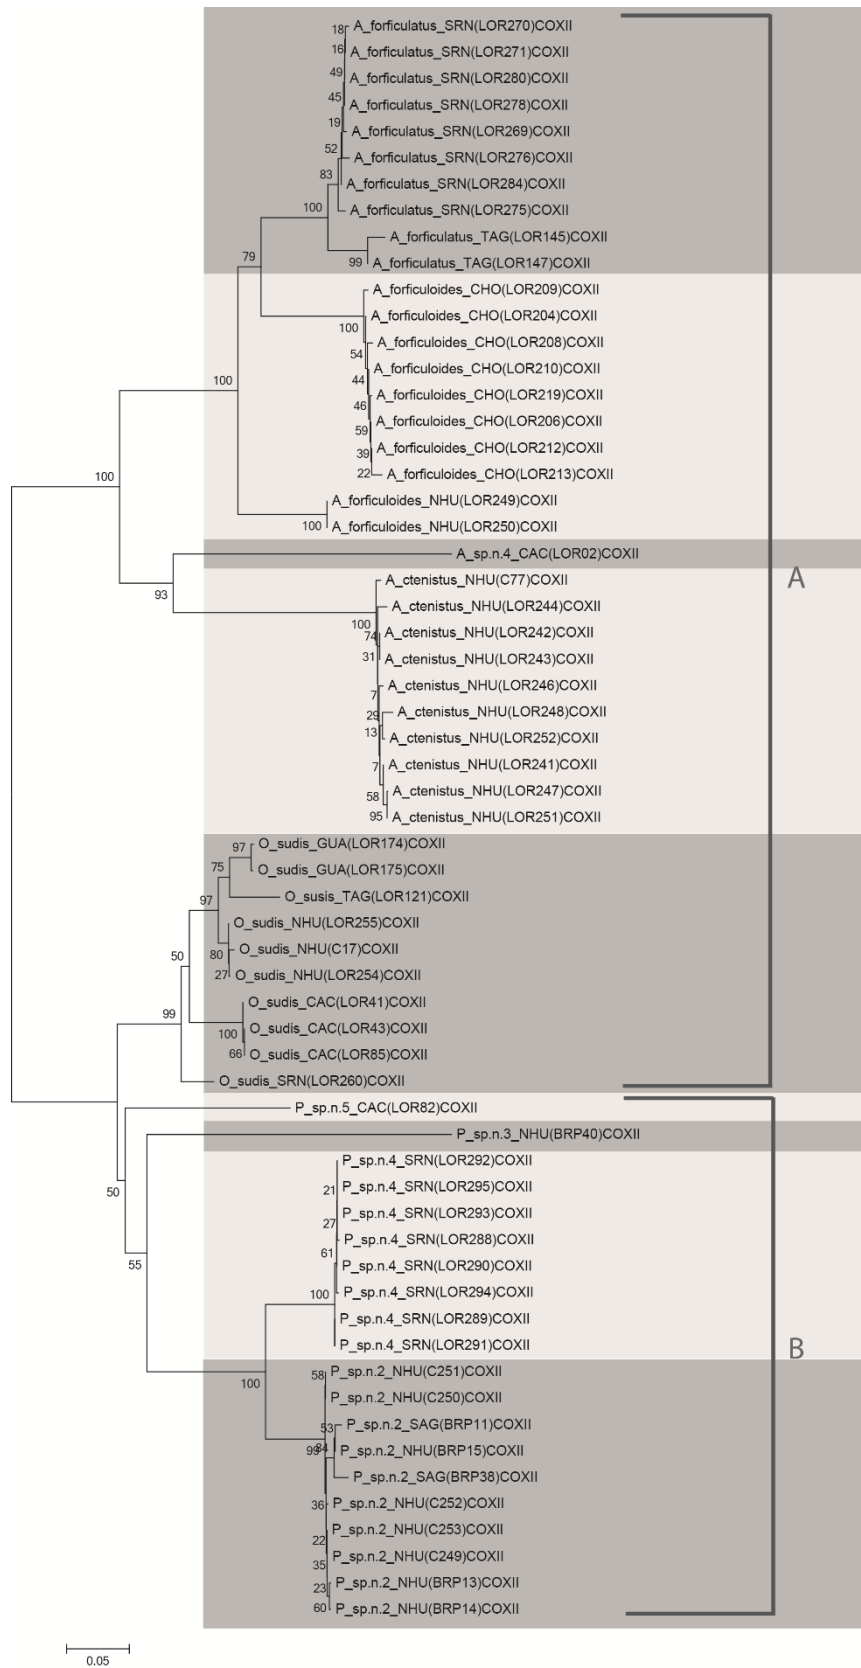 18 A_forficulatus_SRN(LOR270)COXII
16 A_forficulatus_SRN(LOR271)COXII
49 A_forficulatus_SRN(LOR280)COXII
45 A_forficulatus_SRN(LOR278)COXII
19 A_forficulatus_SRN(LOR269)COXII
52 A_forficulatus_SRN(LOR276)COXII
83 A_forficulatus_SRN(LOR284)COXII
100 A_forficulatus_SRN(LOR275)COXII
A_forficulatus_TAG(LOR145)COXII
79 99 A_forficulatus_TAG(LOR147)COXII
A_forficuloides_CHO(LOR209)COXII
100 A_forficuloides_CHO(LOR204)COXII
54 A_forficuloides_CHO(LOR208)COXII
100 44 A_forficuloides_CHO(LOR210)COXII
46 A_forficuloides_CHO(LOR219)COXII
59 A_forficuloides_CHO(LOR206)COXII
39 A_forficuloides_CHO(LOR212)COXII
100 22 A_forficuloides_CHO(LOR213)COXII
A_forficuloides_NHU(LOR249)COXII
100 A_forficuloides_NHU(LOR250)COXII
A_sp.n.4_CAC(LOR02)COXII
A
93 A_ctenistus_NHU(C77)COXII
A_ctenistus_NHU(LOR244)COXII
100 74 A_ctenistus_NHU(LOR242)COXII
31 A_ctenistus_NHU(LOR243)COXII
7 A_ctenistus_NHU(LOR246)COXII
29 A_ctenistus_NHU(LOR248)COXII
13 A_ctenistus_NHU(LOR252)COXII
7 A_ctenistus_NHU(LOR241)COXII
58 A_ctenistus_NHU(LOR247)COXII
95 A_ctenistus_NHU(LOR251)COXII
97 O_sudis_GUA(LOR174)COXII
75 O_sudis_GUA(LOR175)COXII
97 O_susis_TAG(LOR121)COXII
O_sudis_NHU(LOR255)COXII
50 80 O_sudis_NHU(C17)COXII
27 O_sudis_NHU(LOR254)COXII
O_sudis_CAC(LOR41)COXII
99 100 O_sudis_CAC(LOR43)COXII
66 O_sudis_CAC(LOR85)COXII
O_sudis_SRN(LOR260)COXII
P_sp.n.5_CAC(LOR82)COXII
P_sp.n.3_NHU(BRP40)COXII
P_sp.n.4_SRN(LOR292)COXII
50 21 P_sp.n.4_SRN(LOR295)COXII
27 P_sp.n.4_SRN(LOR293)COXII
61 P_sp.n.4_SRN(LOR288)COXII
55 P_sp.n.4_SRN(LOR290)COXII
100 P_sp.n.4_SRN(LOR294)COXII
P_sp.n.4_SRN(LOR289)COXII
P_sp.n.4_SRN(LOR291)COXII
B
100 58 P_sp.n.2_NHU(C251)COXII
P_sp.n.2_NHU(C250)COXII
53 P_sp.n.2_SAG(BRP11)COXII
99 84 P_sp.n.2_NHU(BRP15)COXII
P_sp.n.2_SAG(BRP38)COXII
36 P_sp.n.2_NHU(C252)COXII
P_sp.n.2_NHU(C253)COXII
22 P_sp.n.2_NHU(C249)COXII
35
23 P_sp.n.2_NHU(BRP13)COXII
60 P_sp.n.2_NHU(BRP14)COXII
0.05